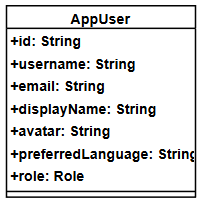 AppUser
+id: String
+username: String
+email: String
+displayName: String
+avatar: String
+preferredLanguage: String
+role: Role